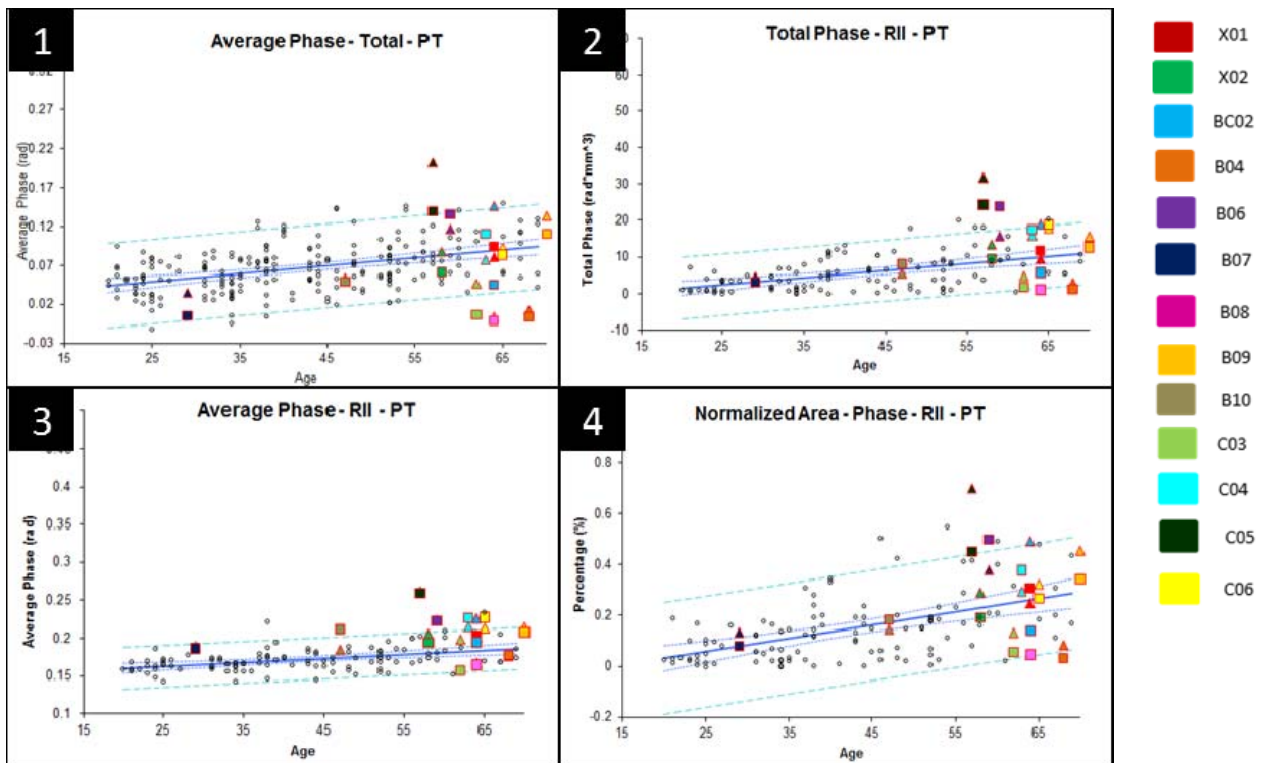 1
Average Phase - Total - PT
0.27
0.22
0.17
0.12
0.07
0.02
-0.03
Average Phase (rad)
15
25
35
45
55
65
Age
2
Total Phase - RII - PT
60
50
40
30
20
10
0
-10
Total Phase (rad*mm^3)
15
25
35
45
55
65
Age
3
Average Phase - RII - PT
0.4
0.35
0.3
0.25
0.2
0.15
0.1
Average Phase (rad)
15
25
35
45
55
65
Age
4
Normalized Area - Phase - RII - PT
0.8
0.6
0.4
0.2
0
-0.2
Percentage (%)
15
25
35
45
55
65
Age
X01
X02
BC02
B04
B06
B07
B08
B09
B10
C03
C04
C05
C06